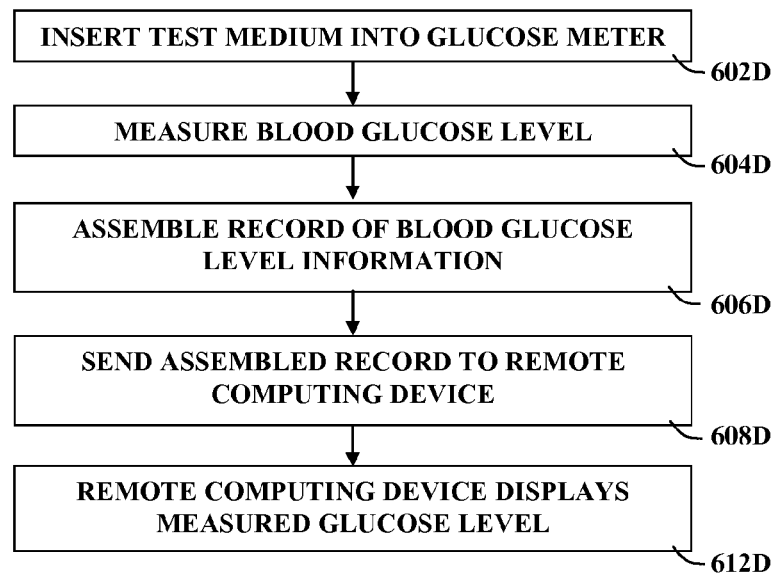 INSERT TEST MEDIUM INTO GLUCOSE METER
602D
MEASURE BLOOD GLUCOSE LEVEL
604D
ASSEMBLE RECORD OF BLOOD GLUCOSE
LEVEL INFORMATION
606D
SEND ASSEMBLED RECORD TO REMOTE
COMPUTING DEVICE
608D
REMOTE COMPUTING DEVICE DISPLAYS
MEASURED GLUCOSE LEVEL
612D